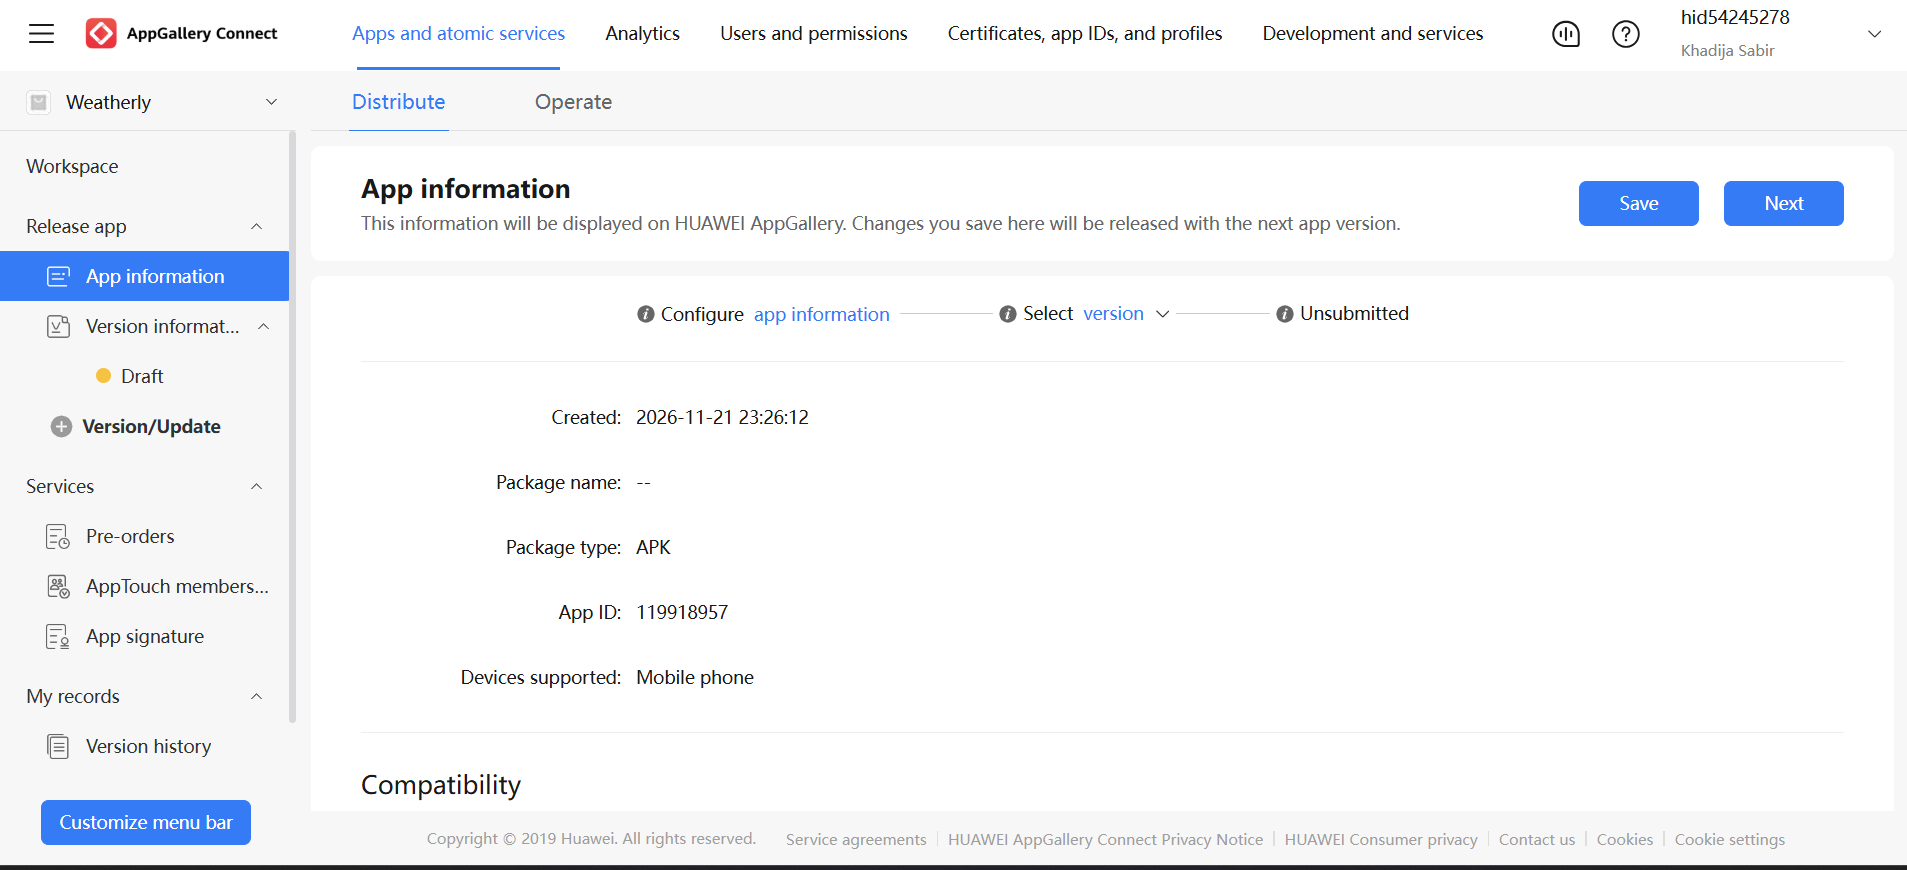 AppGallery Connect
Apps and atomic services
Analytics
Users and permissions
Certificates, app IDs, and profiles
Development and services
hid54245278
Khadija Sabir
Weatherly
Distribute
Operate
Workspace
Release app
App information
Version informat...
Draft
Version/Update
Services
Pre-orders
AppTouch members...
App signature
My records
Version history
Customize menu bar
App information
This information will be displayed on HUAWEI AppGallery. Changes you save here will be released with the next app version.
Save
Next
Configure app information
Select version
Unsubmitted
Created: 2026-11-21 23:26:12
Package name: --
Package type: APK
App ID: 119918957
Devices supported: Mobile phone
Compatibility
Copyright © 2019 Huawei. All rights reserved.
Service agreements
HUAWEI AppGallery Connect Privacy Notice
HUAWEI Consumer privacy
Contact us
Cookies
Cookie settings